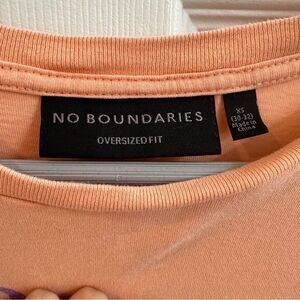 NO BOUNDARIES
OVERSIZED FIT
XS
(30-32)
Made in
China